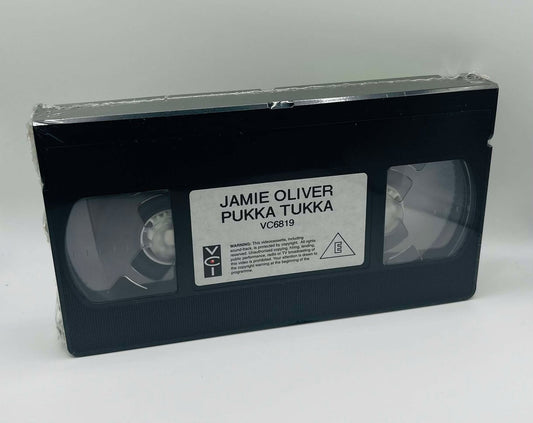 JAMIE OLIVER
PUKKA TUKKA
VC6819
VCI
WARNING: This videocassette, including
sound-track, is protected by copyright. All rights
reserved. Unauthorised copying, hiring, lending,
public performance, radio or TV broadcasting of
this video is prohibited. Your attention is drawn to
the copyright warning at the beginning of the
programme.
E